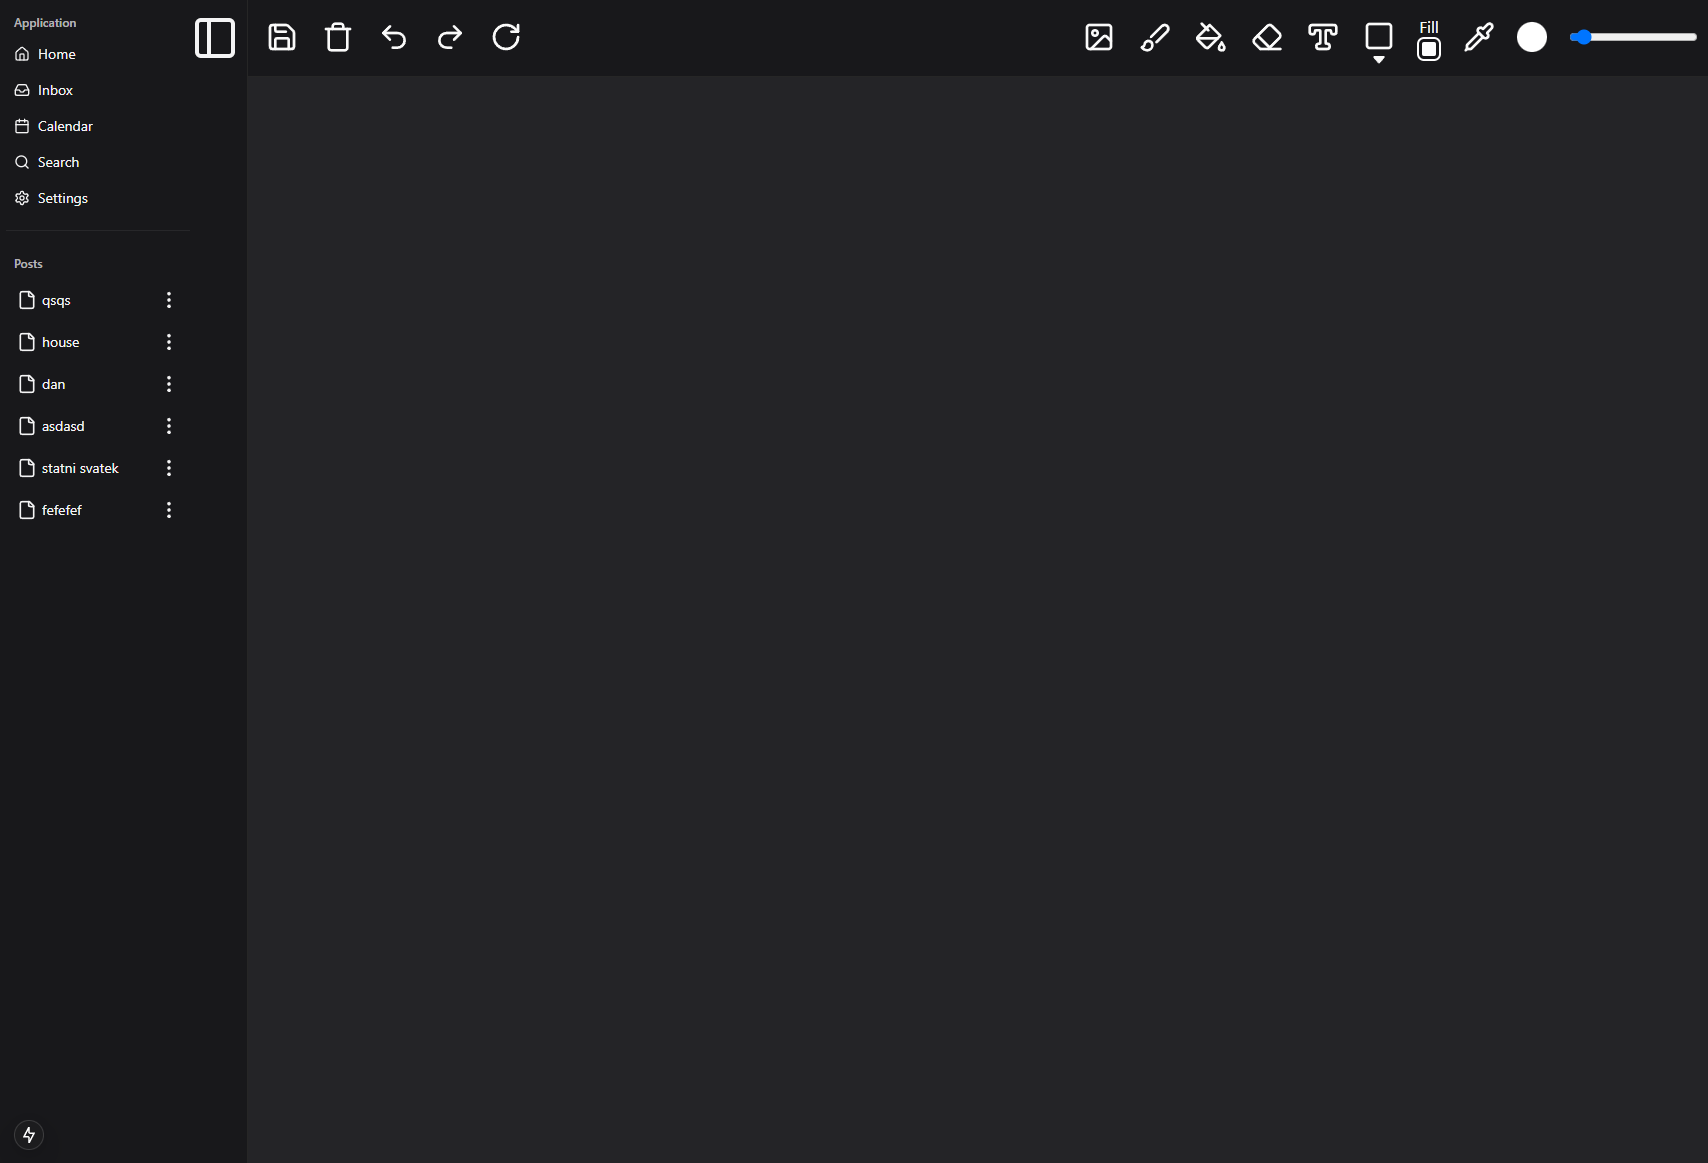 Application
Home
Inbox
Calendar
Search
Settings
Posts
qsqs
house
dan
asdasd
statni svatek
fefefef
Fill